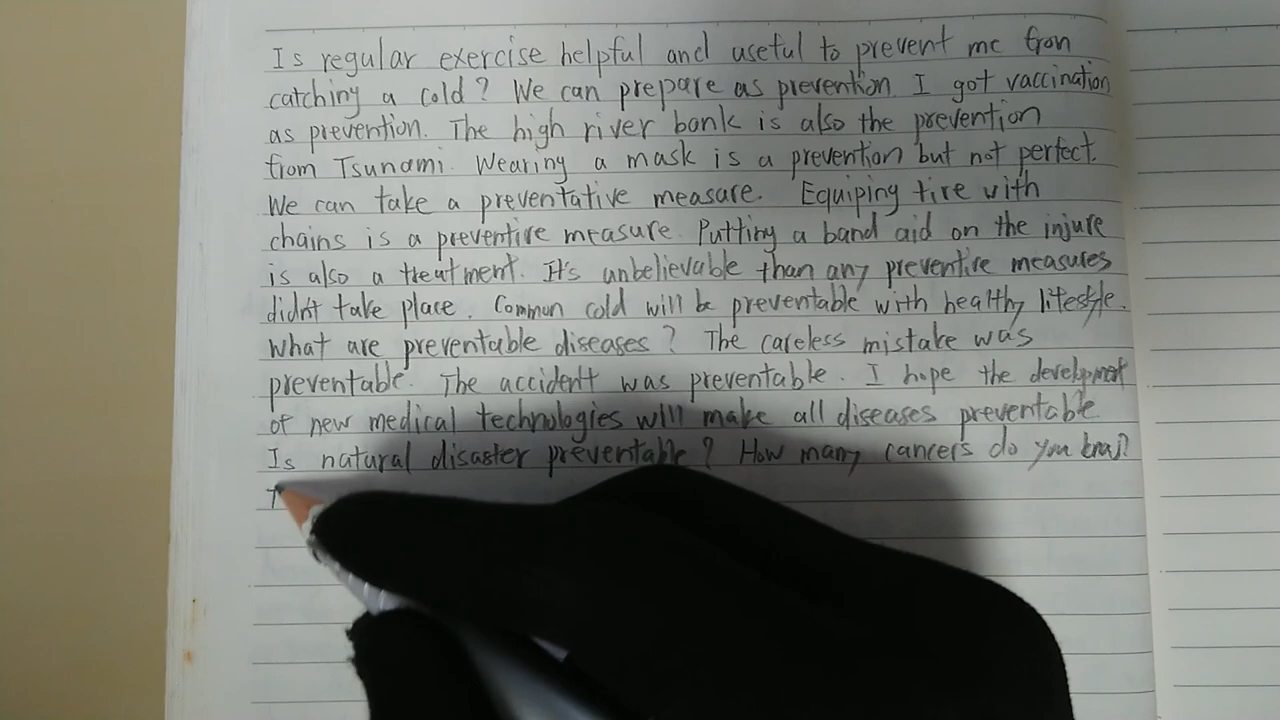 Is regular exercise helpful and useful to prevent me from
catching a cold? We can prepare as prevention. I got vaccination
as prevention. The high river bank is also the prevention
from Tsunami. Wearing a mask is a prevention but not perfect.
We can take a preventative measure. Equiping tire with
chains is a preventive measure. Putting a band aid on the injure
is also a treatment. It's unbelievable than any preventive measures
didn't take place. Common cold will be preventable with healthy lifestyle.
What are preventable diseases? The careless mistake was
preventable. The accident was preventable. I hope the development
of new medical technologies will make all diseases preventable
Is natural disaster preventable? How many cancers do you